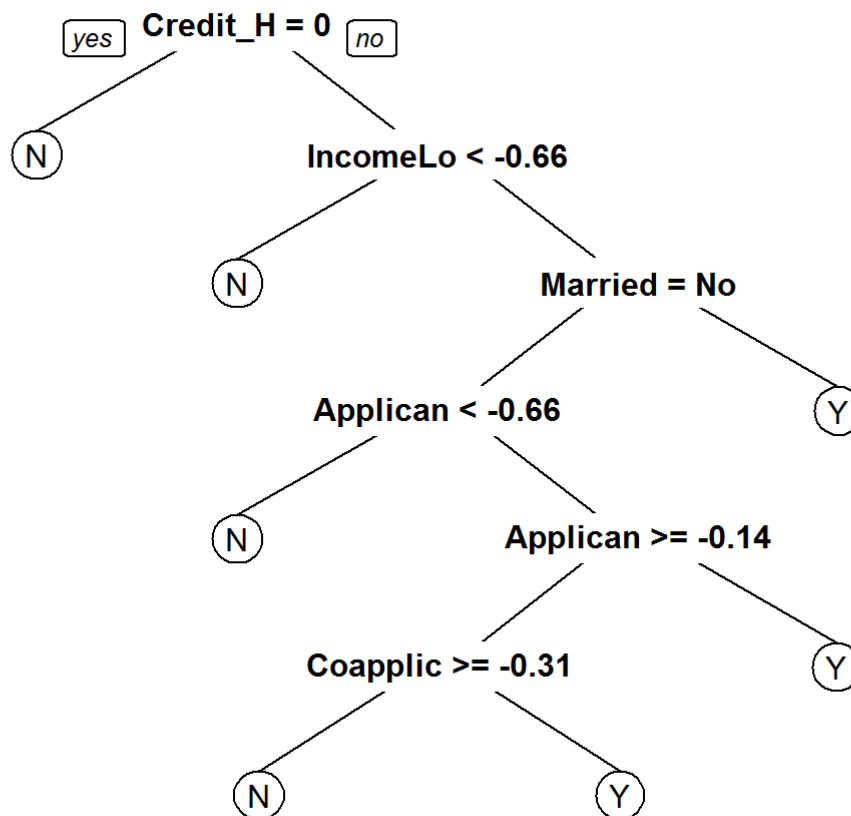 yes Credit_H = 0 no
N IncomeLo < -0.66
N Married = No
Applican < -0.66 Y
N Applican >= -0.14
Coapplic >= -0.31 Y
N Y